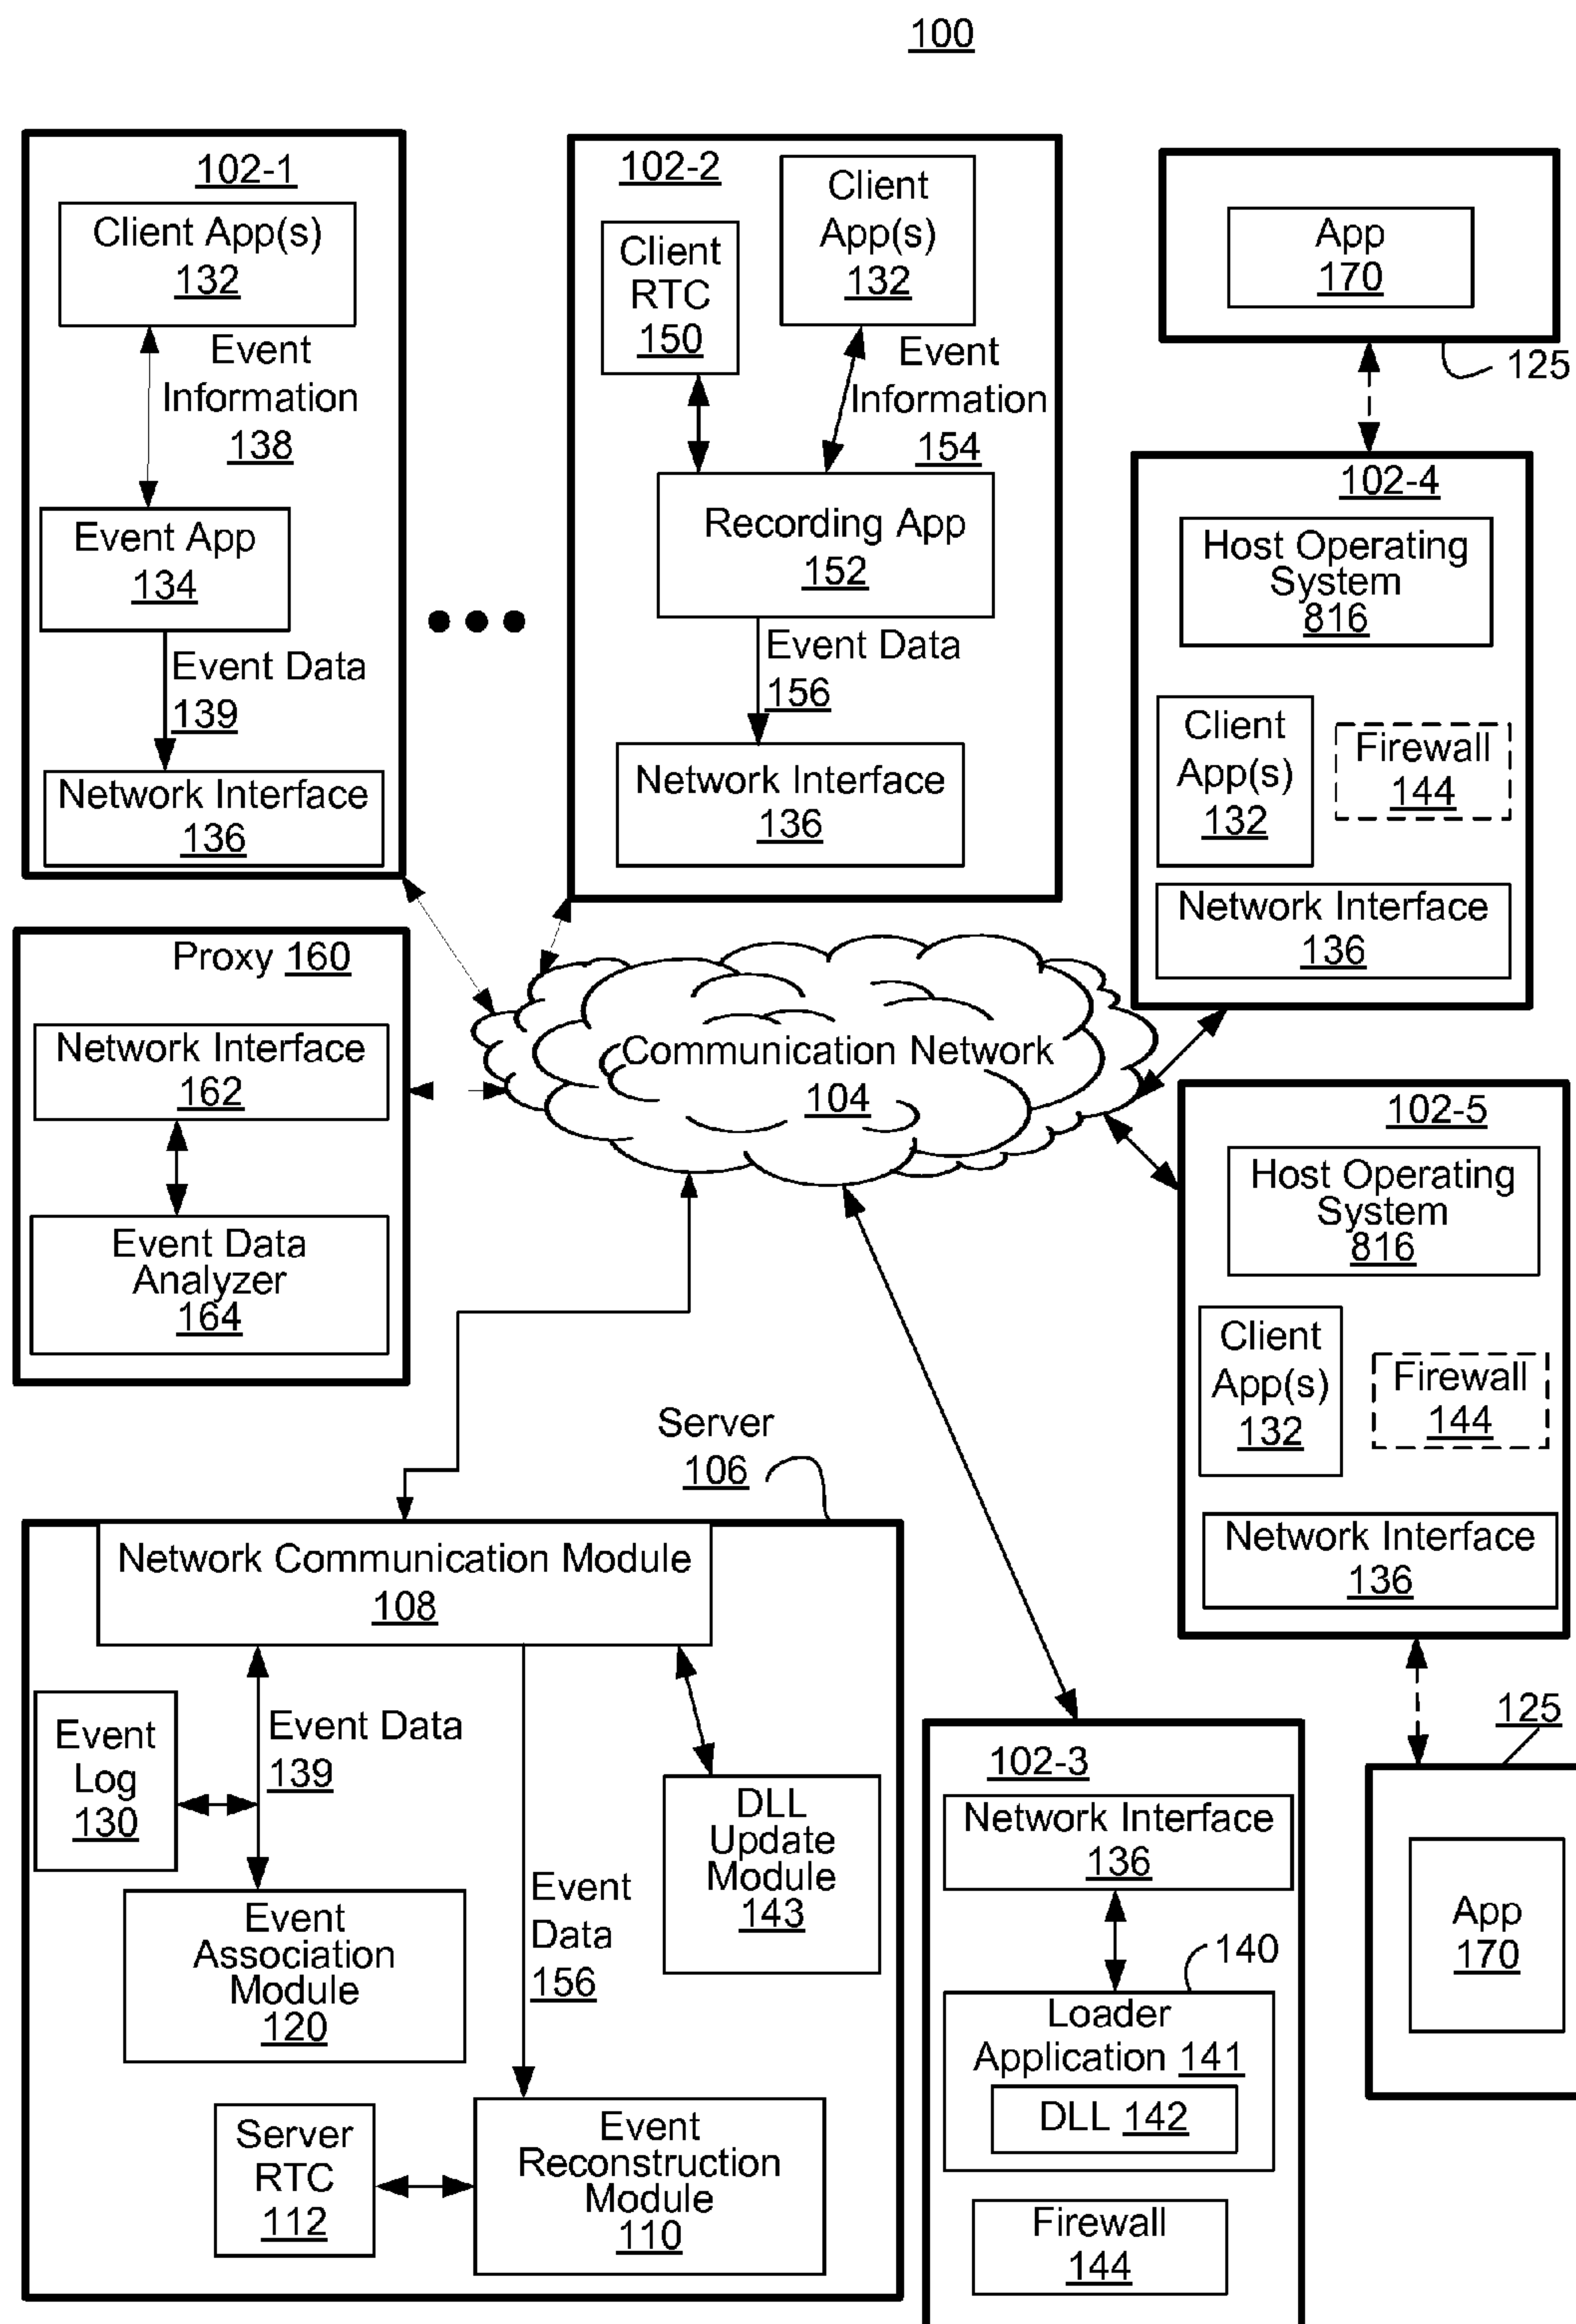 100
102-1
Client App(s)
132
Event
Information
138
Event App
134
Event Data
139
Network Interface
136
102-2
Client
App(s)
132
Client
RTC
150
Event
Information
154
Recording App
152
Event Data
156
Network Interface
136
App
170
125
102-4
Host Operating
System
816
Client
App(s)
132
Firewall
144
Network Interface
136
Proxy 160
Network Interface
162
Event Data
Analyzer
164
Communication Network
104
102-5
Host Operating
System
816
Client
App(s)
132
Firewall
144
Network Interface
136
125
App
170
Server
106
Network Communication Module
108
Event
Log
130
Event Data
139
Event
Association
Module
120
Event
Data
156
DLL
Update
Module
143
Server
RTC
112
Event
Reconstruction
Module
110
102-3
Network Interface
136
140
Loader
Application 141
DLL 142
Firewall
144